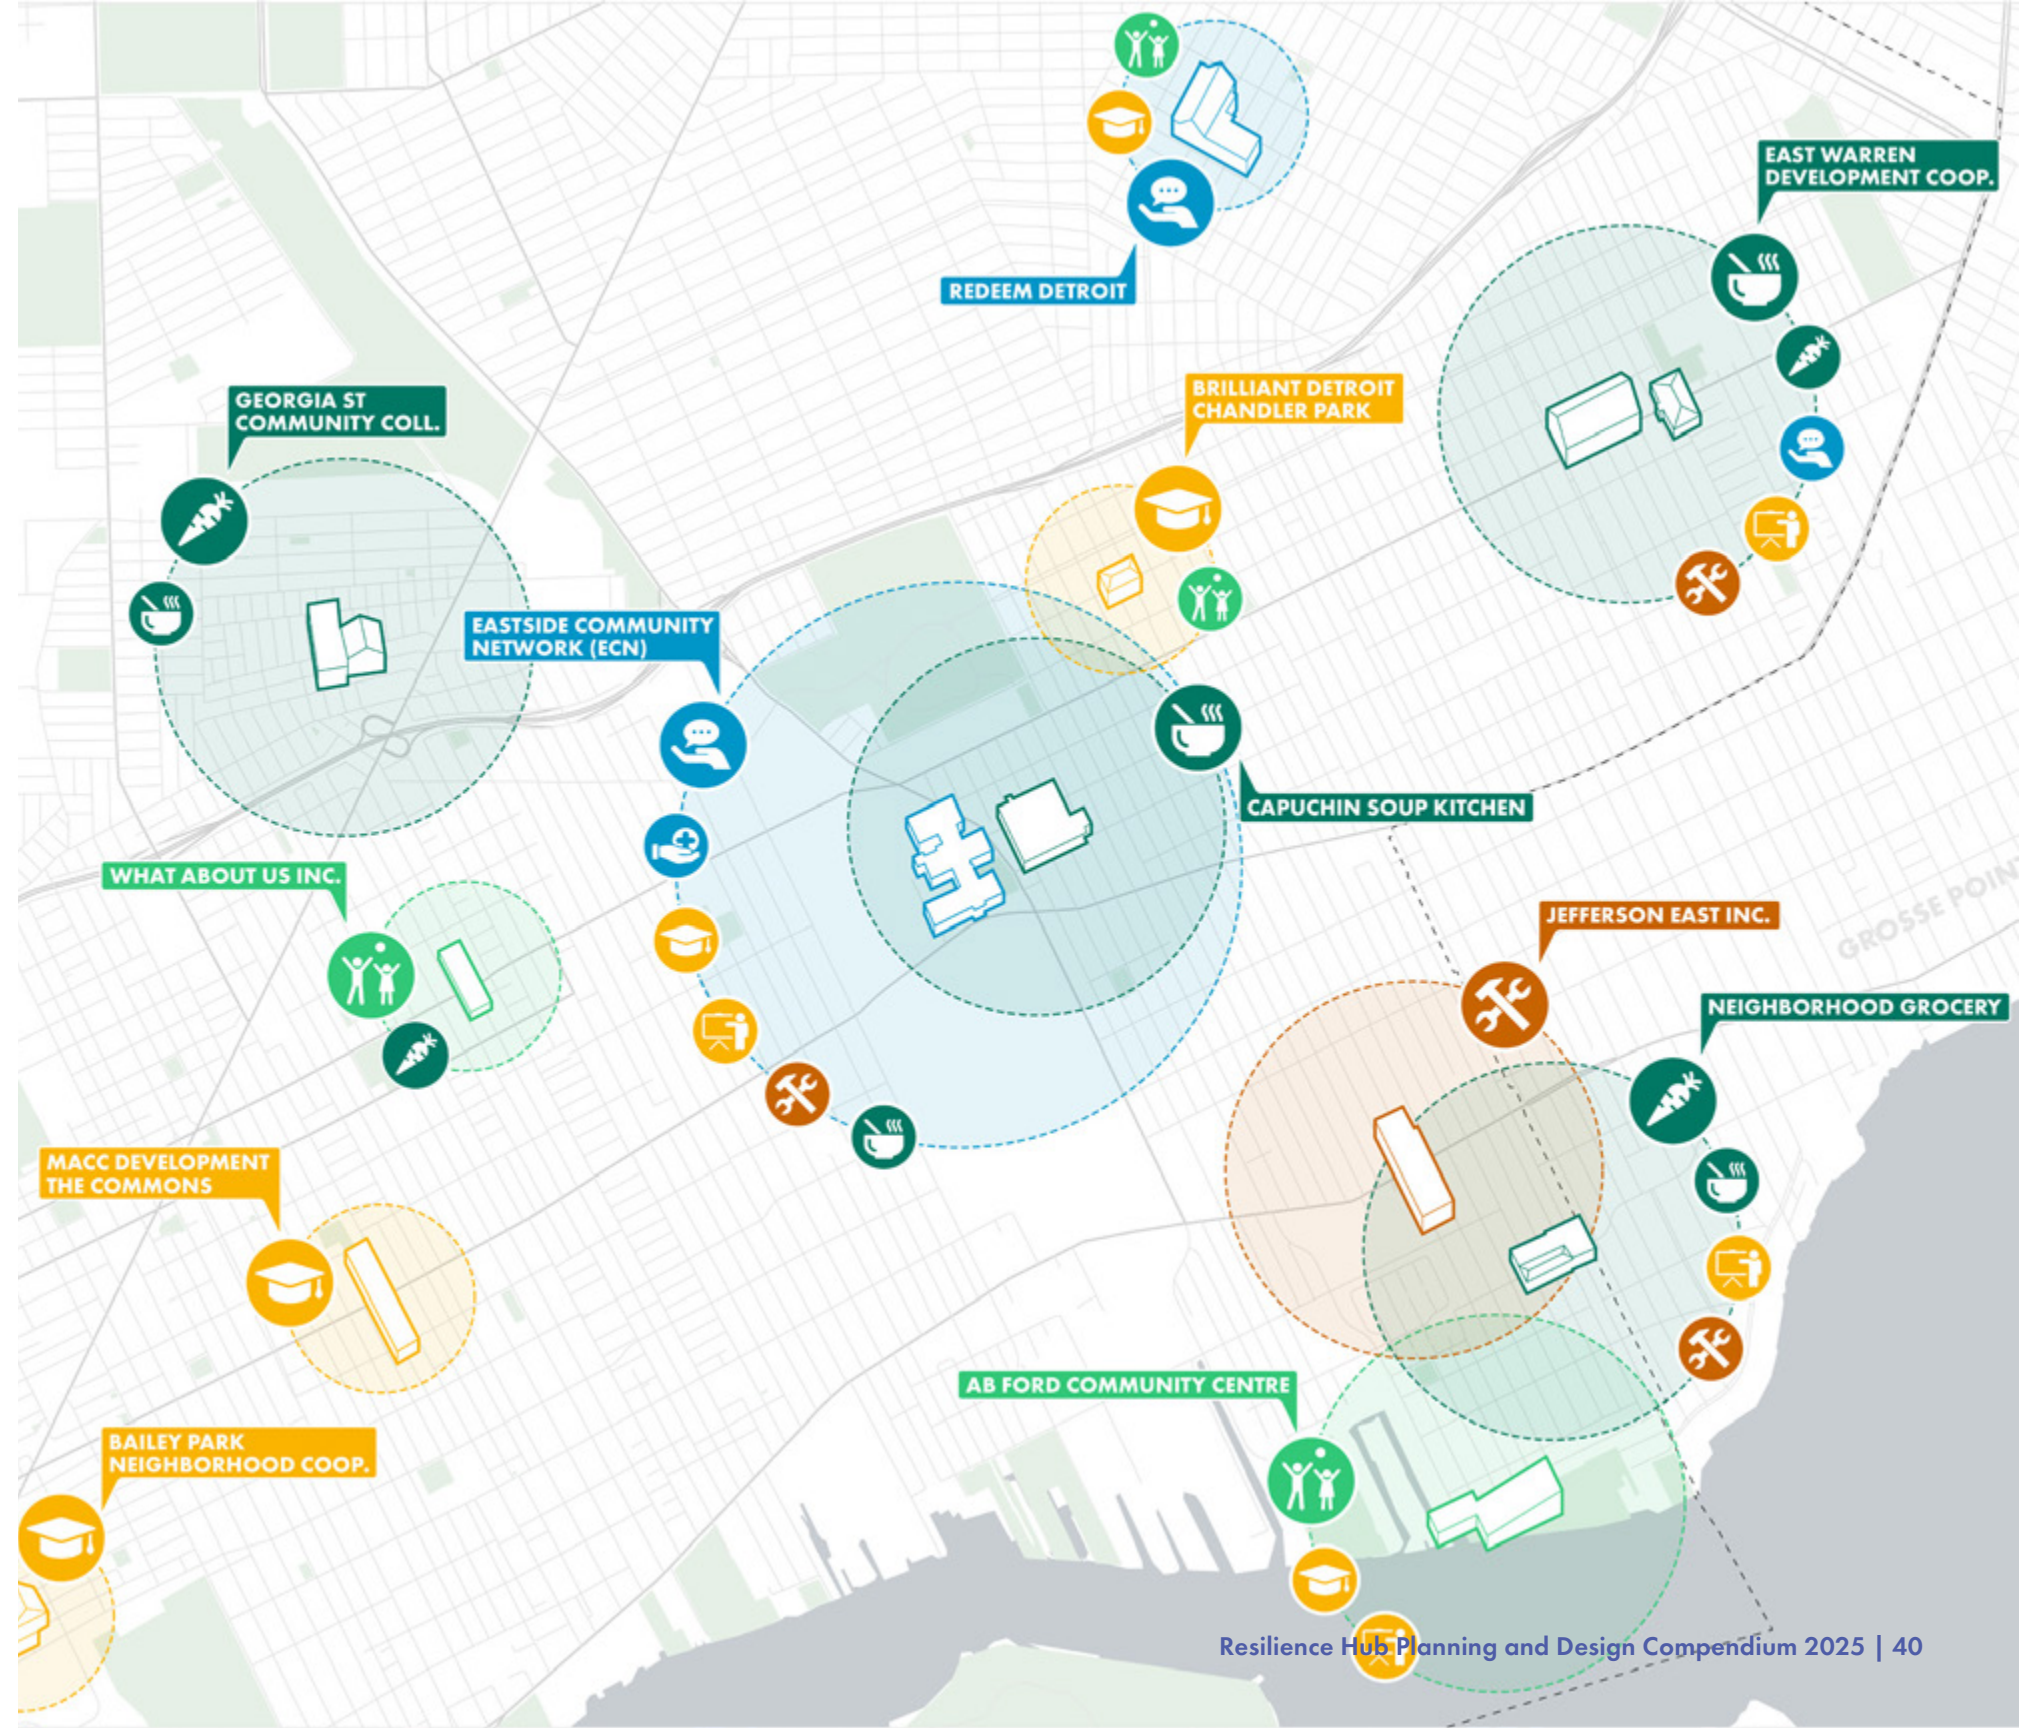 EAST WARREN
DEVELOPMENT COOP.
REDEEM DETROIT
BRILLIANT DETROIT
CHANDLER PARK
GEORGIA ST
COMMUNITY COLL.
EASTSIDE COMMUNITY
NETWORK (ECN)
CAPUCHIN SOUP KITCHEN
WHAT ABOUT US INC.
JEFFERSON EAST INC.
GROSSE POIN
NEIGHBORHOOD GROCERY
MACC DEVELOPMENT
THE COMMONS
AB FORD COMMUNITY CENTRE
BAILEY PARK
NEIGHBORHOOD COOP.
Resilience Hub Planning and Design Compendium 2025 | 40